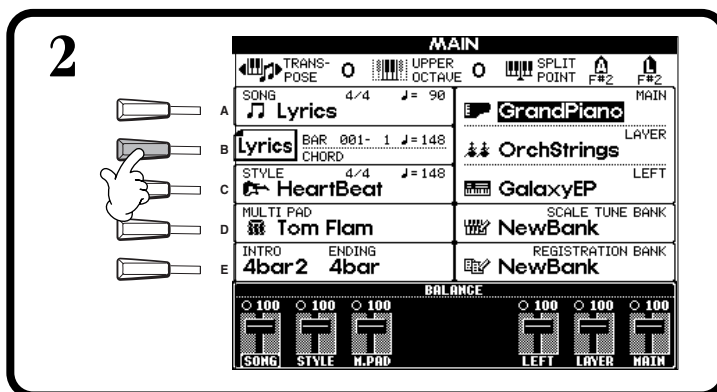 2
MAIN
TRANS-
POSE 0
UPPER
OCTAVE 0
SPLIT
POINT
A
F#2
L
F#2
A
SONG 4/4 ♩= 90
Lyrics
MAIN
GrandPiano
B
Lyrics
BAR 001- 1 ♩=148
CHORD
LAYER
OrchStrings
C
STYLE 4/4 ♩=148
HeartBeat
LEFT
GalaxyEP
D
MULTI PAD
Tom Flam
SCALE TUNE BANK
NewBank
E
INTRO ENDING
4bar2 4bar
REGISTRATION BANK
NewBank
BALANCE
100 100 100 100 100 100
SONG STYLE M.PAD LEFT LAYER MAIN